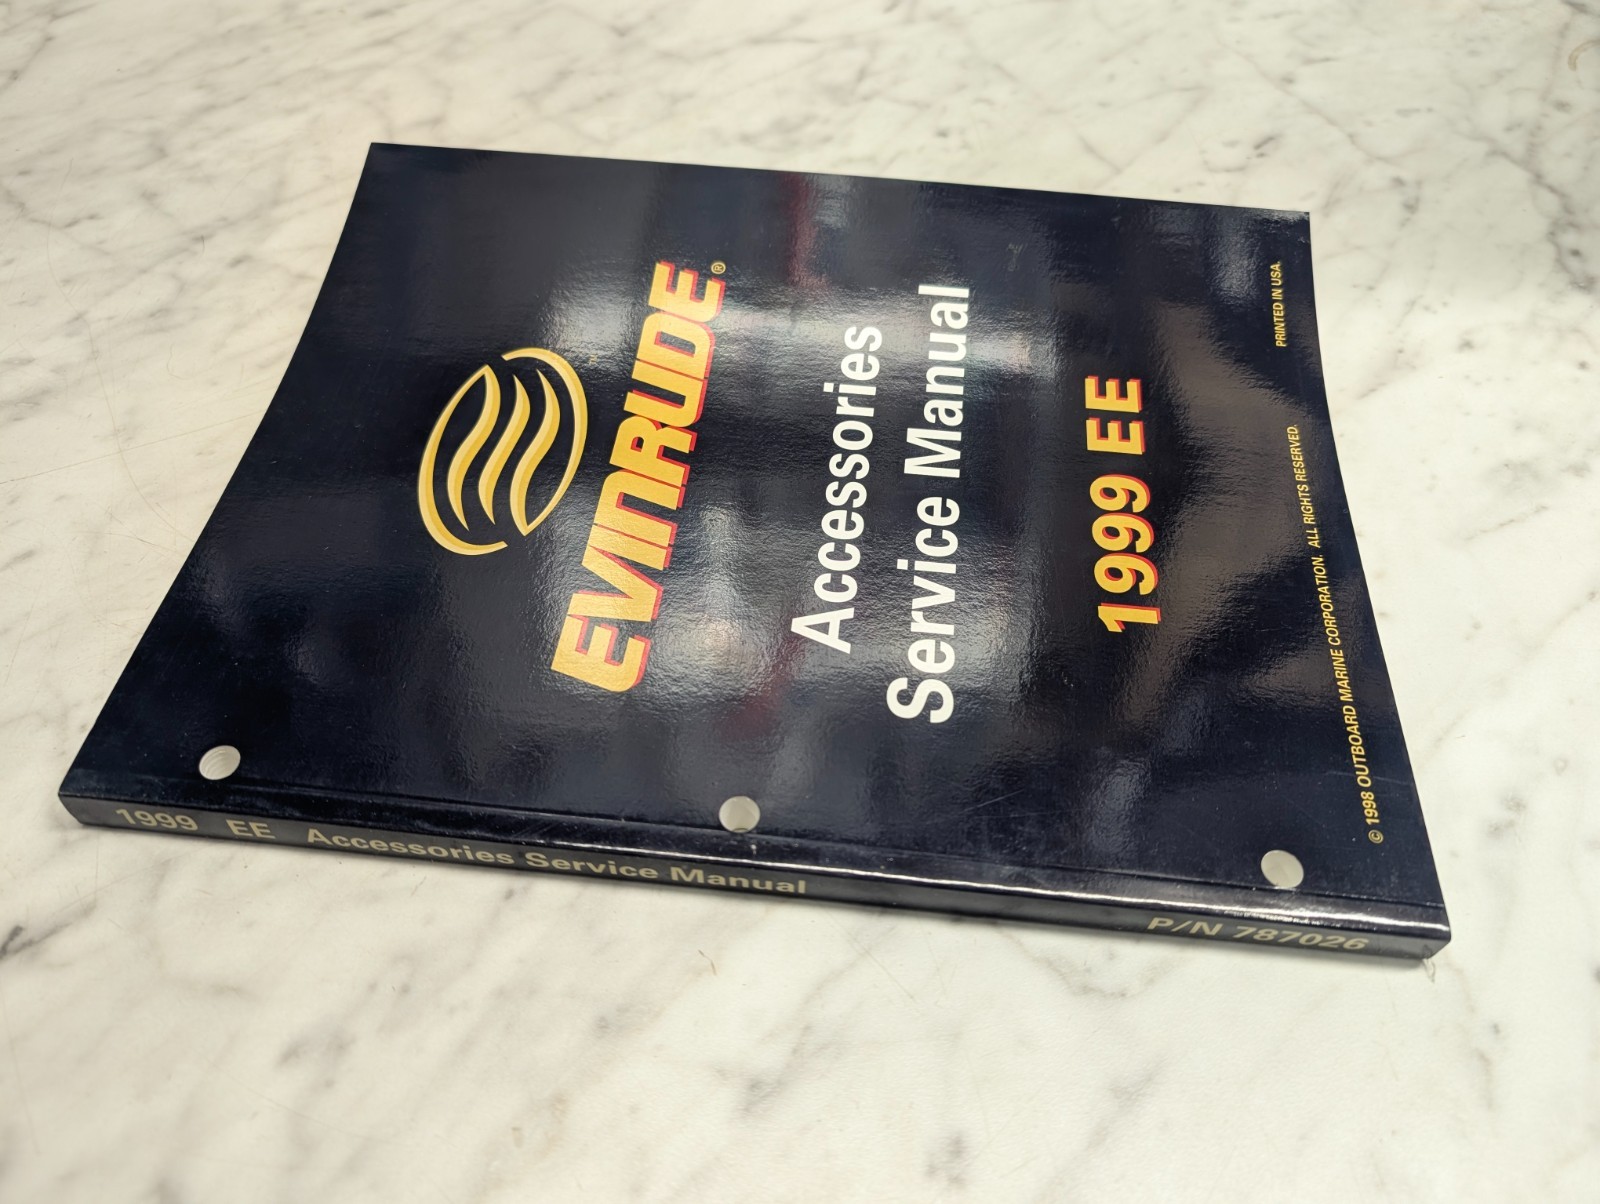 EVINRUDE®
Accessories
Service Manual
1999 EE
© 1998 OUTBOARD MARINE CORPORATION. ALL RIGHTS RESERVED.
PRINTED IN USA.
1999 EE Accessories Service Manual
P/N 787026